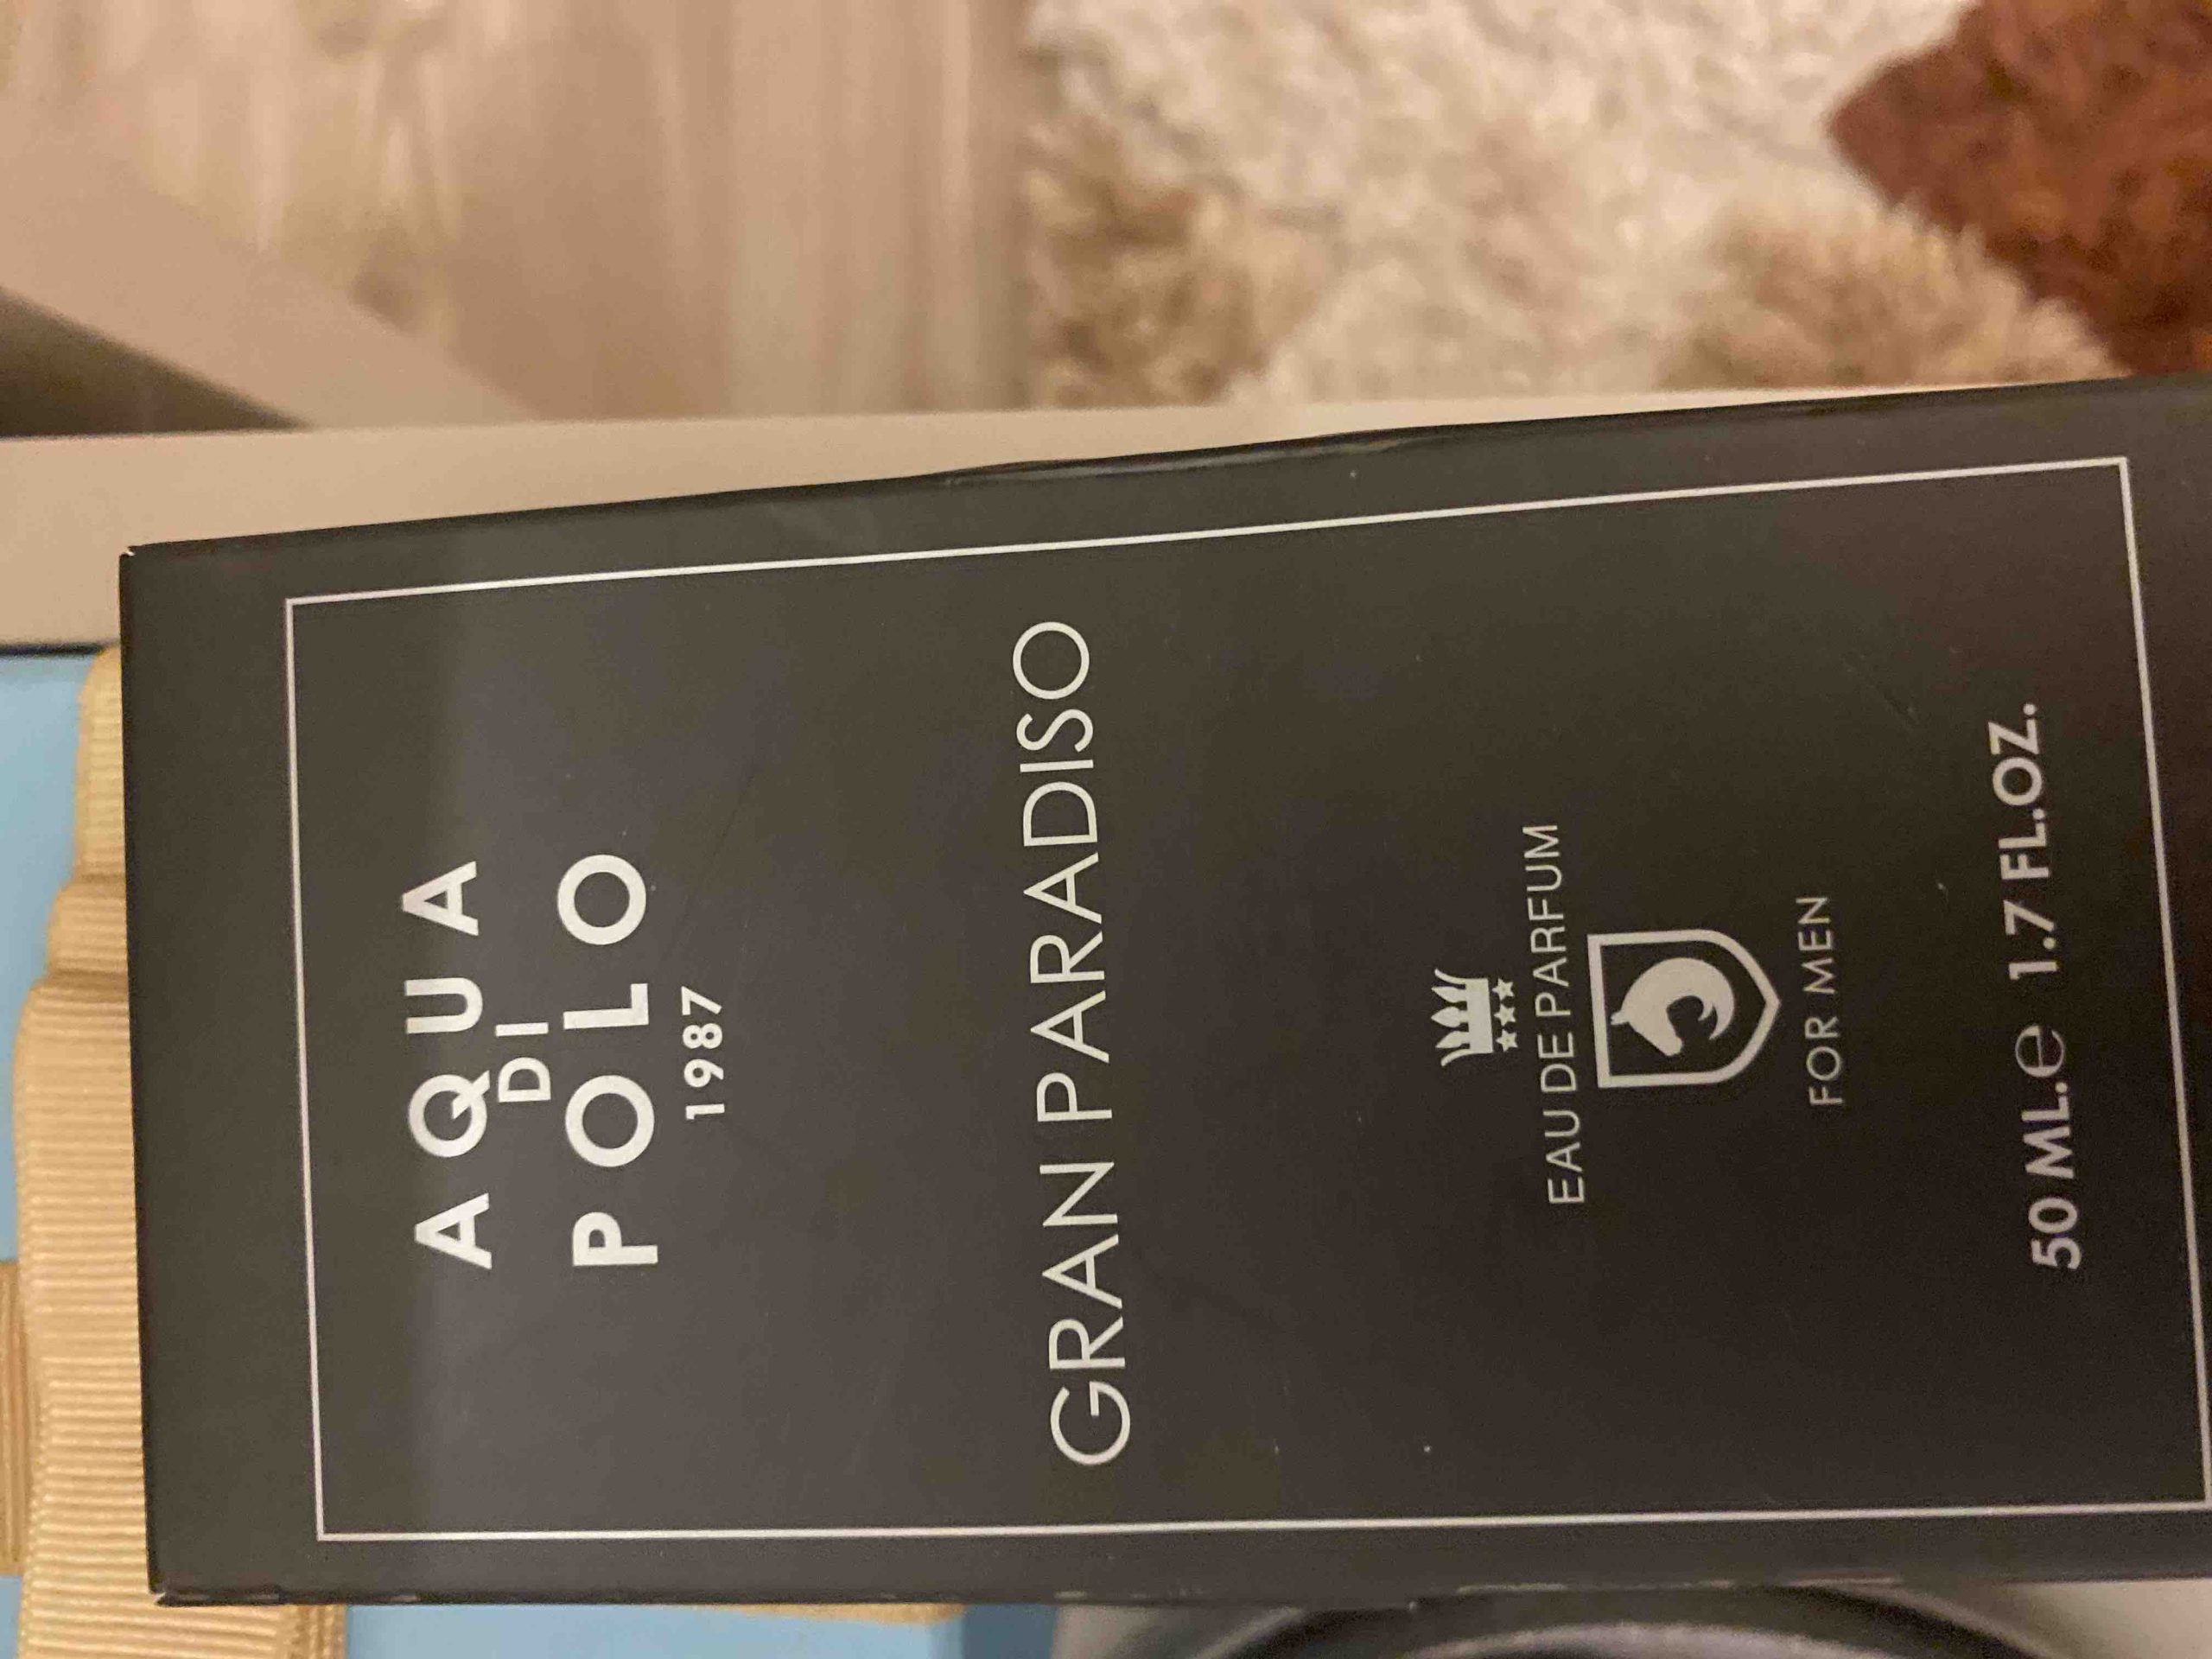 AQUA
DI
POLO
1987
GRAN PARADISO
EAU DE PARFUM
FOR MEN
50 ML.e 1.7 FL.OZ.